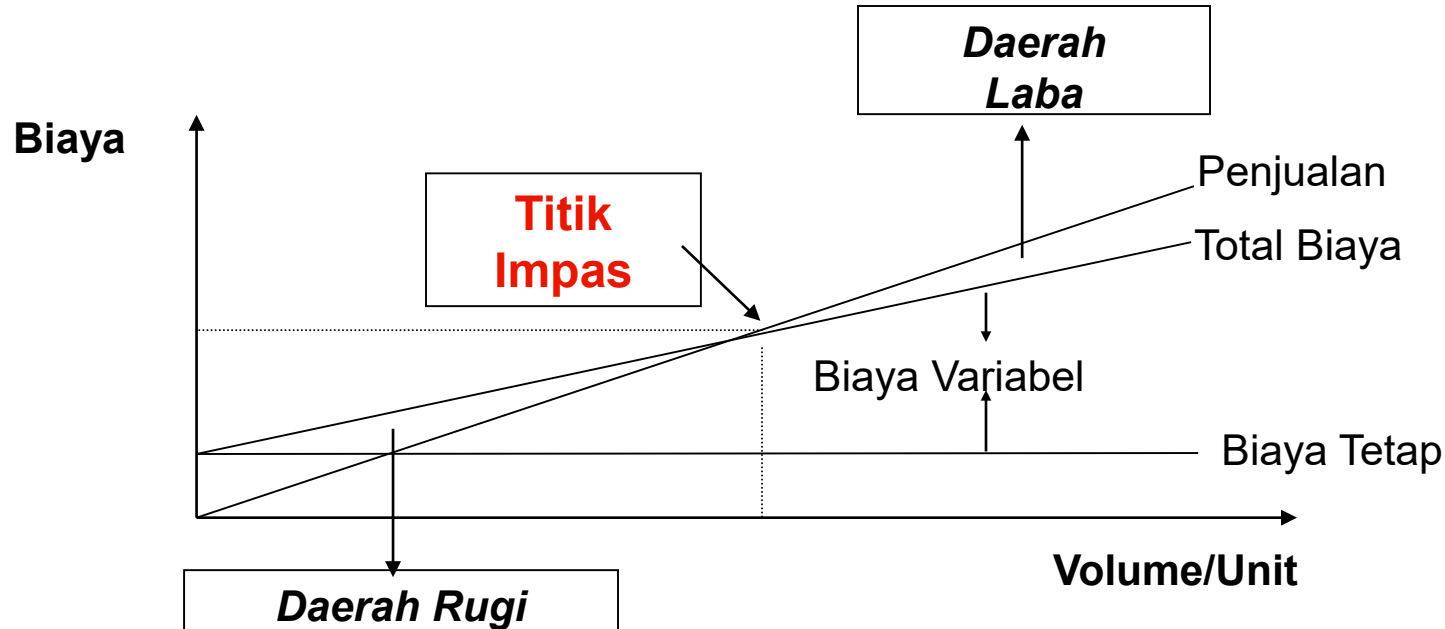 Daerah
Laba
Biaya
Penjualan
Titik
Impas
Total Biaya
Biaya Variabel
Biaya Tetap
Volume/Unit
Daerah Rugi